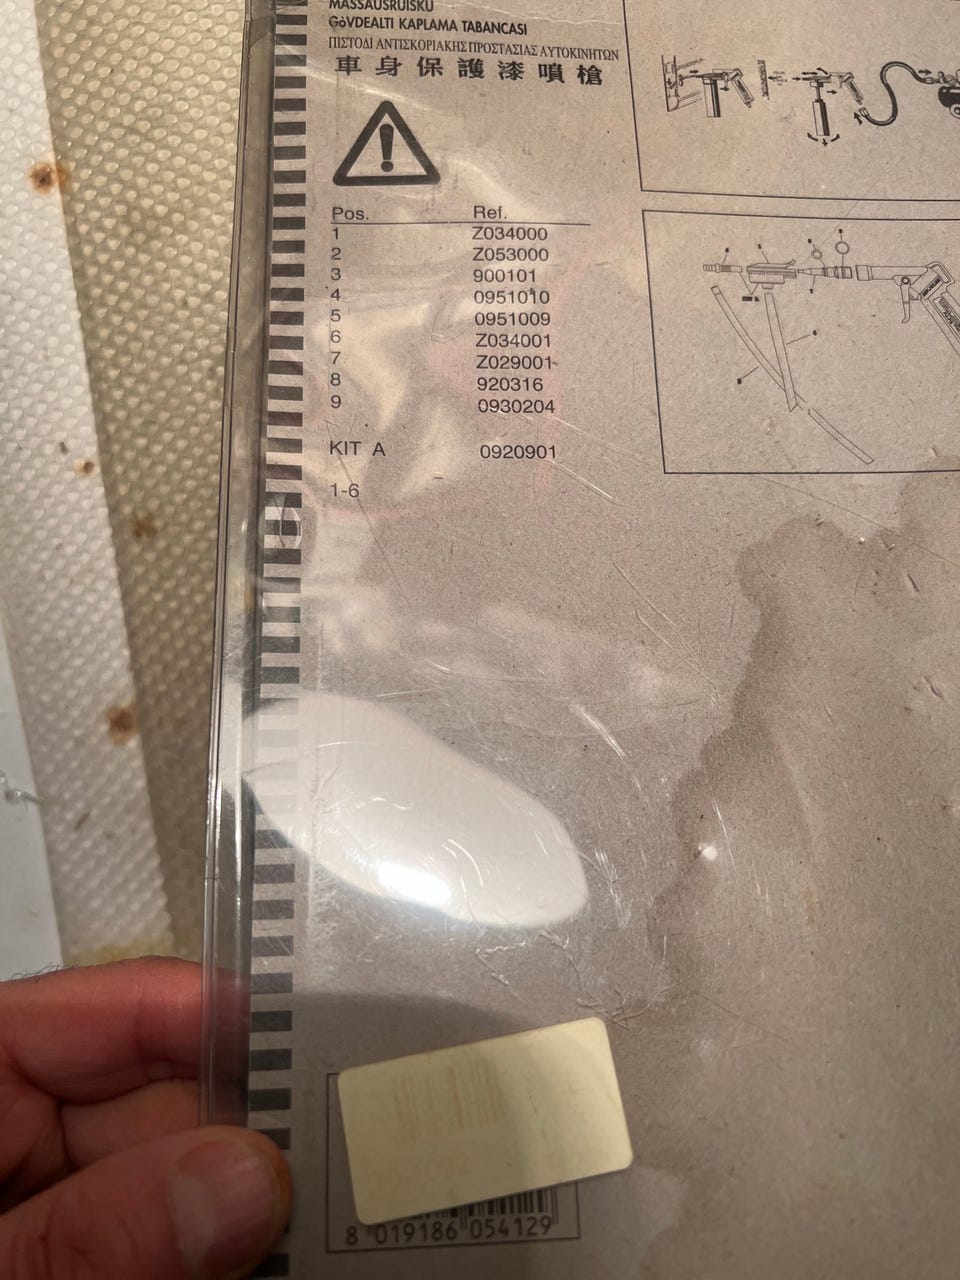 MASSAUSRUISKU
GöVDEALTI KAPLAMA TABANCASI
ΠΙΣΤΟΛΙ ΑΝΤΙΣΚΟΡΙΑΚΗΣ ΠΡΟΣΤΑΣΙΑΣ ΑΥΤΟΚΙΝΗΤΩΝ
車身保護漆噴槍
Pos. Ref.
1 Z034000
2 Z053000
3 900101
4 0951010
5 0951009
6 Z034001
7 Z029001
8 920316
9 0930204
KIT A 0920901
1-6
8 019186 054129